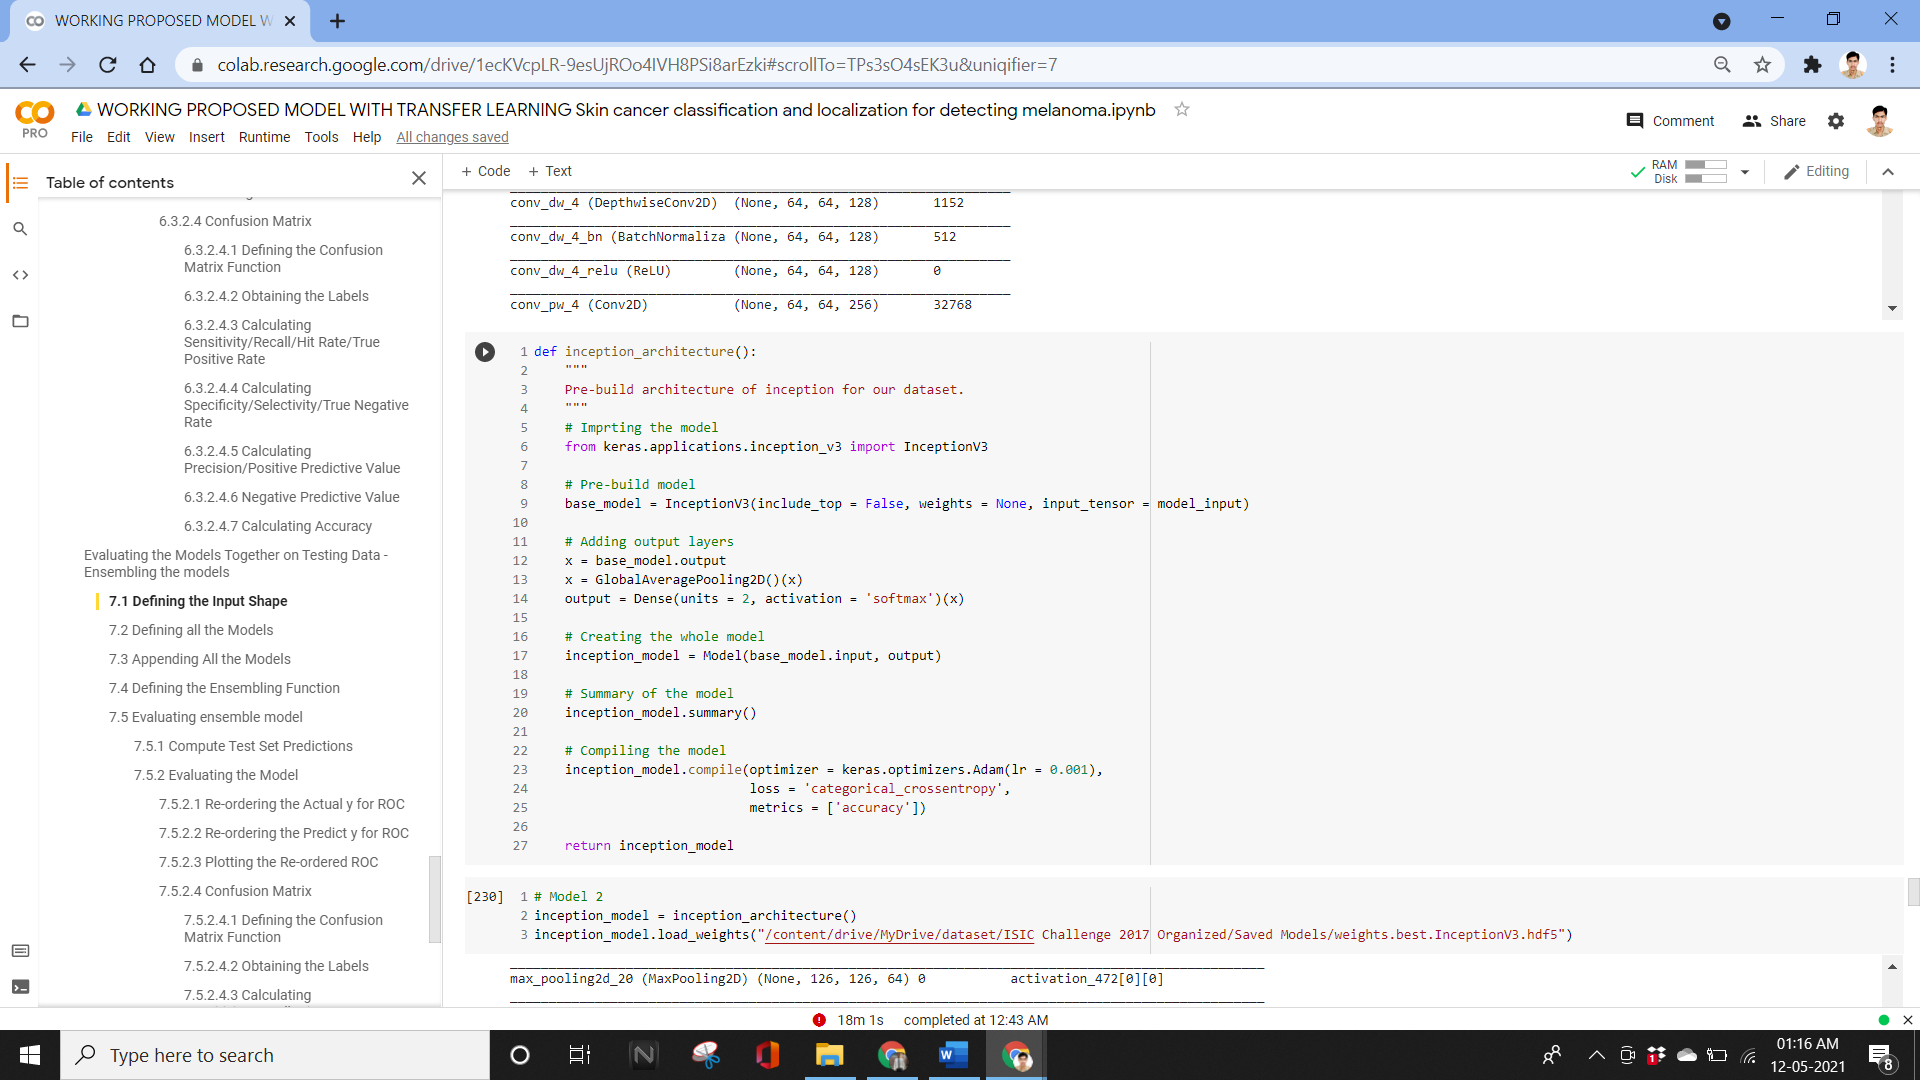 WORKING PROPOSED MODEL W
colab.research.google.com/drive/1ecKVcpLR-9esUjROo4IVH8PSi8arEzki#scrollTo=TPs3sO4sEK3u&uniqifier=7
CO
PRO
WORKING PROPOSED MODEL WITH TRANSFER LEARNING Skin cancer classification and localization for detecting melanoma.ipynb
File Edit View Insert Runtime Tools Help All changes saved
Comment Share
Table of contents
6.3.2.4 Confusion Matrix
6.3.2.4.1 Defining the Confusion
Matrix Function
6.3.2.4.2 Obtaining the Labels
6.3.2.4.3 Calculating
Sensitivity/Recall/Hit Rate/True
Positive Rate
6.3.2.4.4 Calculating
Specificity/Selectivity/True Negative
Rate
6.3.2.4.5 Calculating
Precision/Positive Predictive Value
6.3.2.4.6 Negative Predictive Value
6.3.2.4.7 Calculating Accuracy
Evaluating the Models Together on Testing Data -
Ensembling the models
7.1 Defining the Input Shape
7.2 Defining all the Models
7.3 Appending All the Models
7.4 Defining the Ensembling Function
7.5 Evaluating ensemble model
7.5.1 Compute Test Set Predictions
7.5.2 Evaluating the Model
7.5.2.1 Re-ordering the Actual y for ROC
7.5.2.2 Re-ordering the Predict y for ROC
7.5.2.3 Plotting the Re-ordered ROC
7.5.2.4 Confusion Matrix
7.5.2.4.1 Defining the Confusion
Matrix Function
7.5.2.4.2 Obtaining the Labels
7.5.2.4.3 Calculating
+ Code + Text
RAM
Disk
Editing
conv_dw_4 (DepthwiseConv2D) (None, 64, 64, 128) 1152
conv_dw_4_bn (BatchNormaliza (None, 64, 64, 128) 512
conv_dw_4_relu (ReLU) (None, 64, 64, 128) 0
conv_pw_4 (Conv2D) (None, 64, 64, 256) 32768
1 def inception_architecture():
2 """
3 Pre-build architecture of inception for our dataset.
4 """
5 # Imprting the model
6 from keras.applications.inception_v3 import InceptionV3
7
8 # Pre-build model
9 base_model = InceptionV3(include_top = False, weights = None, input_tensor = model_input)
10
11 # Adding output layers
12 x = base_model.output
13 x = GlobalAveragePooling2D()(x)
14 output = Dense(units = 2, activation = 'softmax')(x)
15
16 # Creating the whole model
17 inception_model = Model(base_model.input, output)
18
19 # Summary of the model
20 inception_model.summary()
21
22 # Compiling the model
23 inception_model.compile(optimizer = keras.optimizers.Adam(lr = 0.001),
24 loss = 'categorical_crossentropy',
25 metrics = ['accuracy'])
26
27 return inception_model
[230] 1 # Model 2
2 inception_model = inception_architecture()
3 inception_model.load_weights("/content/drive/MyDrive/dataset/ISIC Challenge 2017 Organized/Saved Models/weights.best.InceptionV3.hdf5")
max_pooling2d_20 (MaxPooling2D) (None, 126, 126, 64) 0 activation_472[0][0]
18m 1s completed at 12:43 AM
Type here to search
01:16 AM
12-05-2021
8